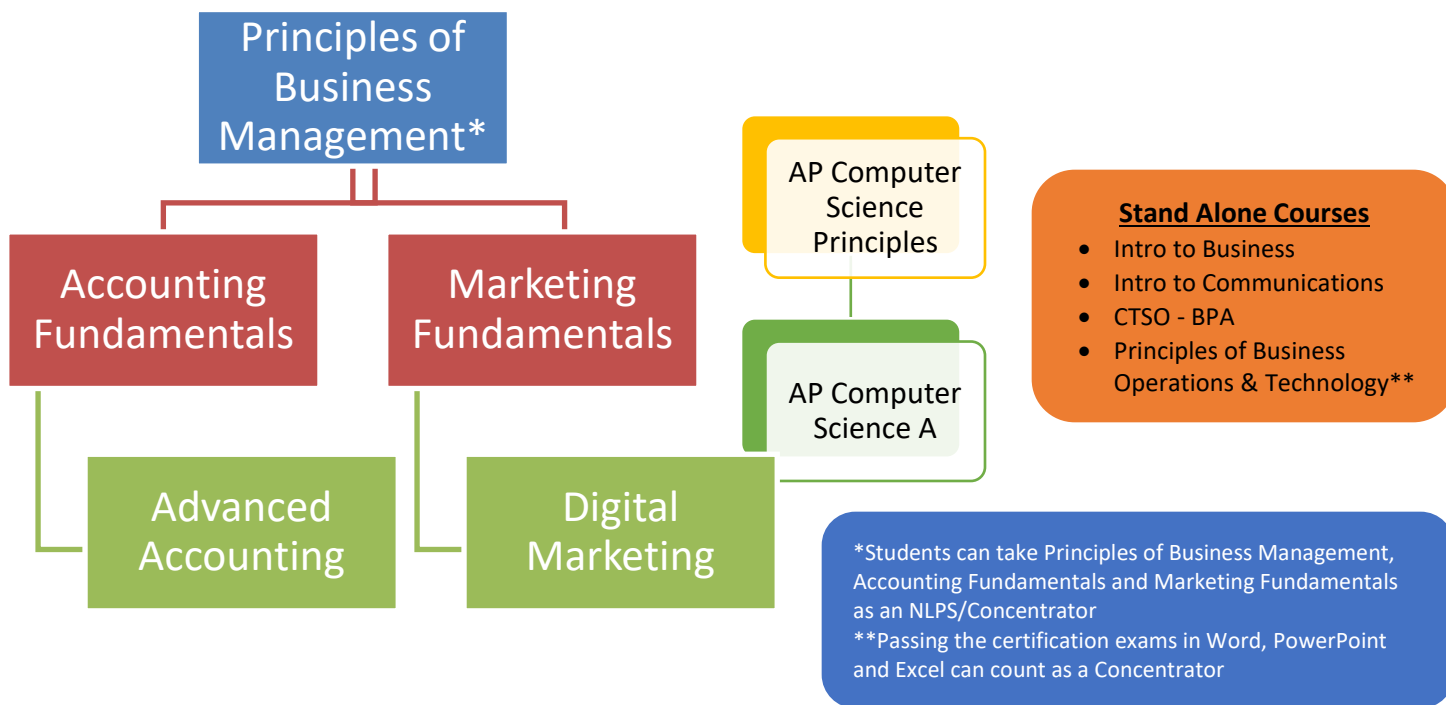 Principles of
Business
Management*
Accounting
Fundamentals
Marketing
Fundamentals
Advanced
Accounting
Digital
Marketing
AP Computer
Science
Principles
AP Computer
Science A
Stand Alone Courses
• Intro to Business
• Intro to Communications
• CTSO - BPA
• Principles of Business
Operations & Technology**
*Students can take Principles of Business Management,
Accounting Fundamentals and Marketing Fundamentals
as an NLPS/Concentrator
**Passing the certification exams in Word, PowerPoint
and Excel can count as a Concentrator